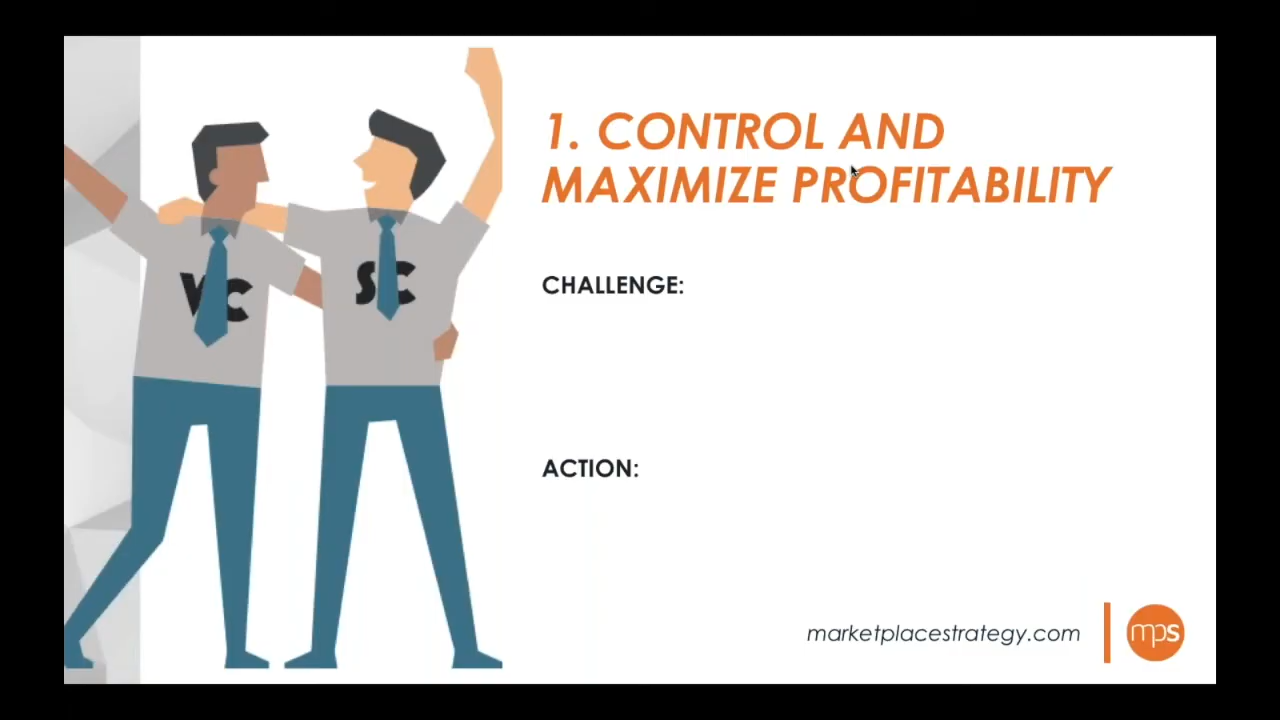 1. CONTROL AND
MAXIMIZE PROFITABILITY
VC
SC
CHALLENGE:
ACTION:
marketplacestrategy.com
mps